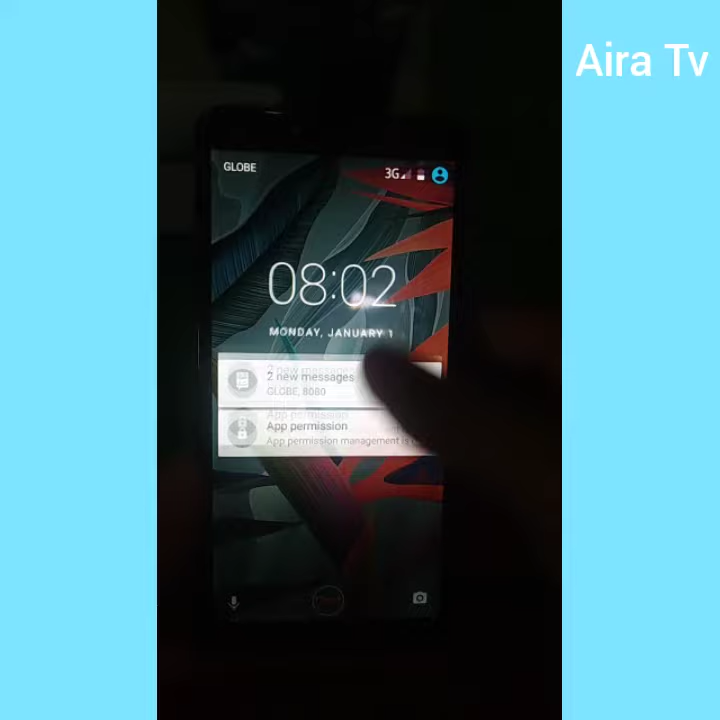 Aira Tv
GLOBE
3G
08:02
MONDAY, JANUARY 1
2 new messages
GLOBE, 8080
App permission
App permission management is